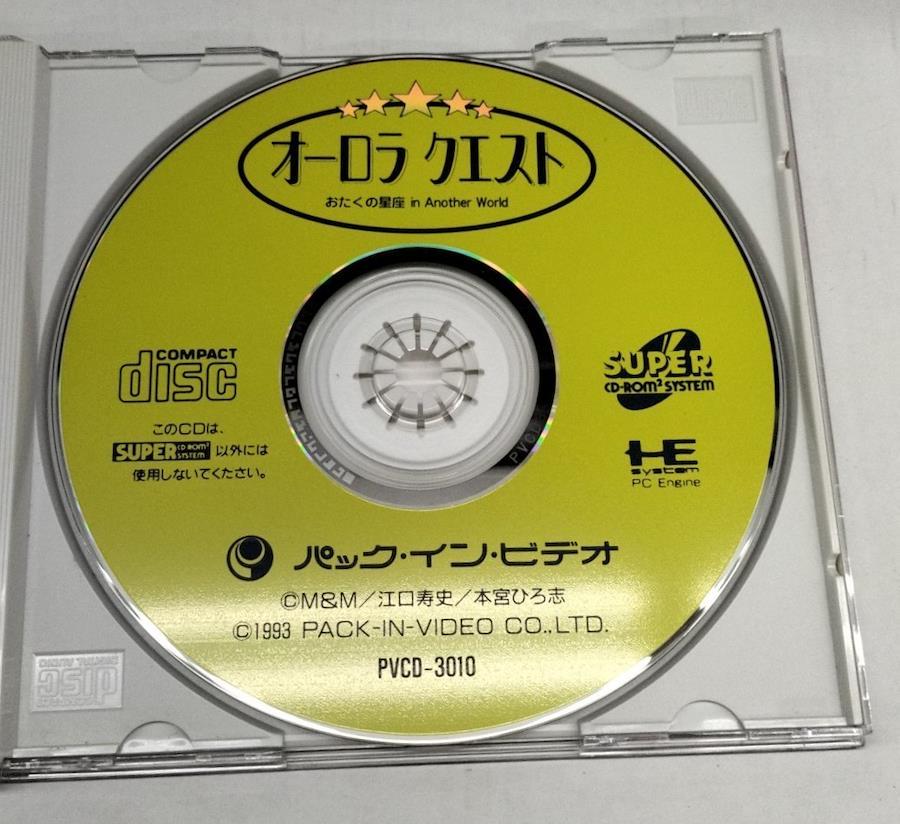 オーロラ クエスト
おたくの星座 in Another World
COMPACT
disc
このCDは、
SUPER CD-ROM² SYSTEM 以外には
使用しないでください。
SUPER
CD-ROM² SYSTEM
HE
system
PC Engine
パック・イン・ビデオ
©M&M/江口寿史/本宮ひろ志
©1993 PACK-IN-VIDEO CO.,LTD.
PVCD-3010